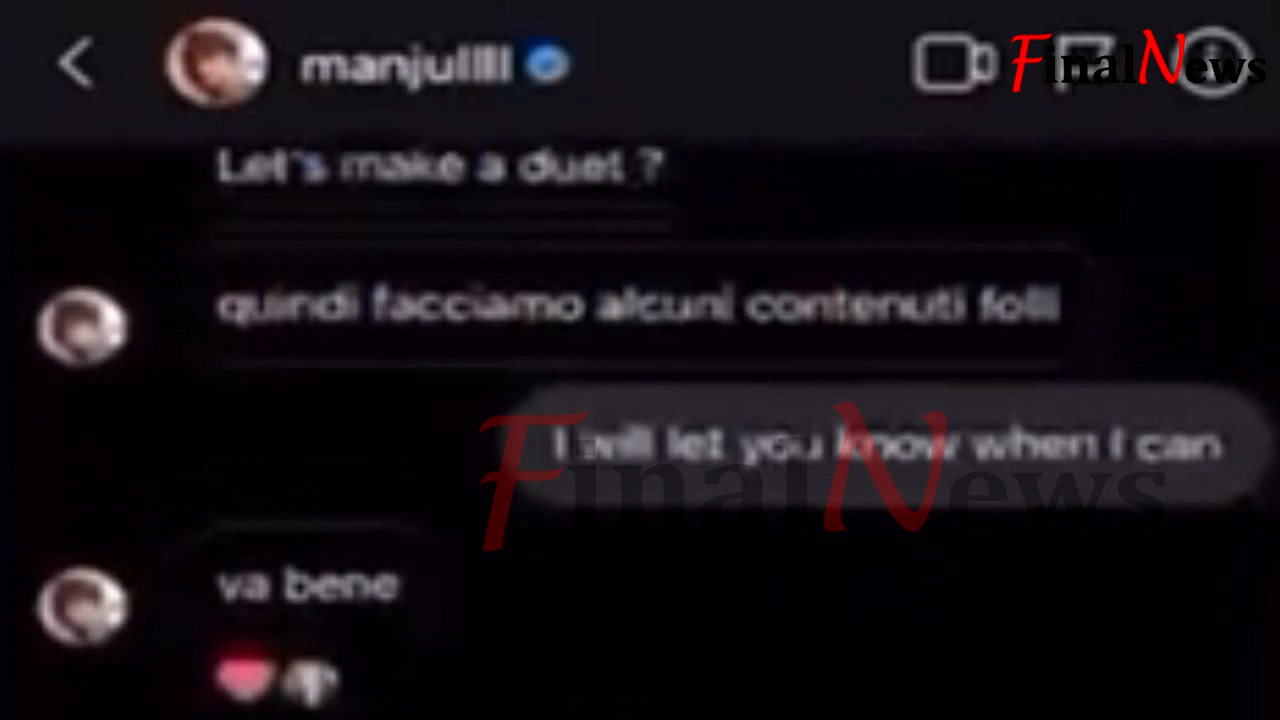 manjullll
FinalNews
Let's make a duet ?
quindi facciamo alcuni contenuti folli
I will let you know when I can
FinalNews
va bene